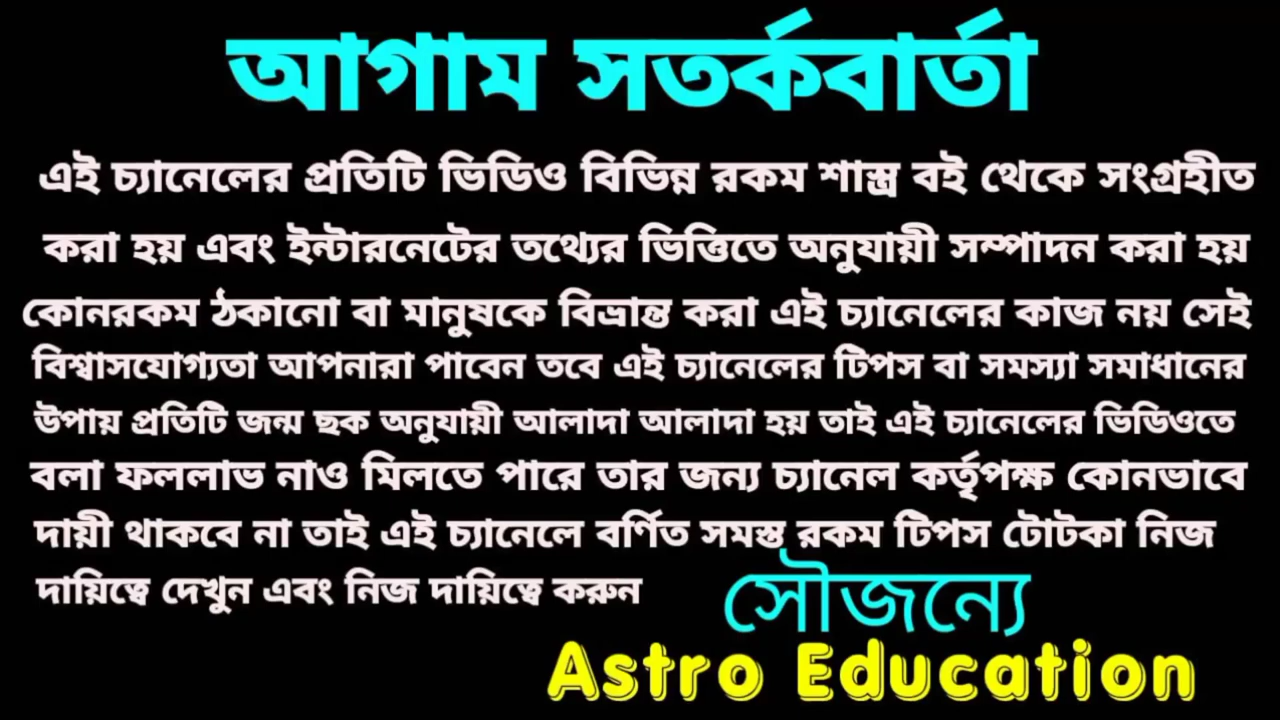 আগাম সতর্কবার্তা
এই চ্যানেলের প্রতিটি ভিডিও বিভিন্ন রকম শাস্ত্র বই থেকে সংগ্রহীত
করা হয় এবং ইন্টারনেটের তথ্যের ভিত্তিতে অনুযায়ী সম্পাদন করা হয়
কোনরকম ঠকানো বা মানুষকে বিভ্রান্ত করা এই চ্যানেলের কাজ নয় সেই
বিশ্বাসযোগ্যতা আপনারা পাবেন তবে এই চ্যানেলের টিপস বা সমস্যা সমাধানের
উপায় প্রতিটি জন্ম ছক অনুযায়ী আলাদা আলাদা হয় তাই এই চ্যানেলের ভিডিওতে
বলা ফললাভ নাও মিলতে পারে তার জন্য চ্যানেল কর্তৃপক্ষ কোনভাবে
দায়ী থাকবে না তাই এই চ্যানেলে বর্ণিত সমস্ত রকম টিপস টোটকা নিজ
দায়িত্বে দেখুন এবং নিজ দায়িত্বে করুন
সৌজন্যে
Astro Education